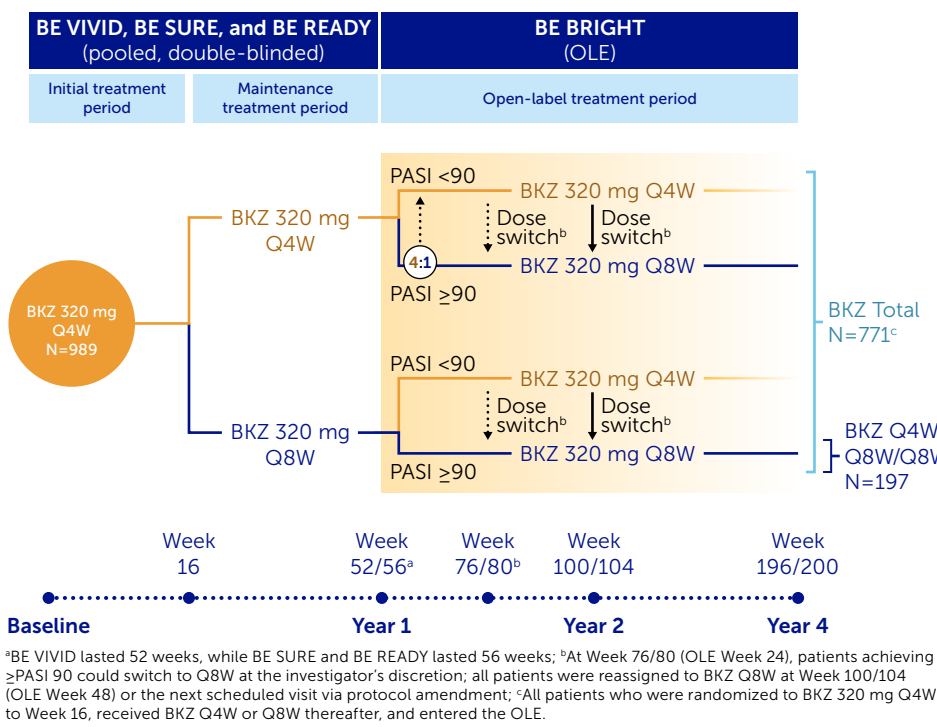 BE VIVID, BE SURE, and BE READY
(pooled, double-blinded)
BE BRIGHT
(OLE)
Initial treatment
period
Maintenance
treatment period
Open-label treatment period
BKZ 320 mg
Q4W
N=989
BKZ 320 mg
Q4W
BKZ 320 mg
Q8W
PASI <90
BKZ 320 mg Q4W
4:1
Dose
switchᵇ
Dose
switchᵇ
BKZ 320 mg Q8W
PASI ≥90
PASI <90
BKZ 320 mg Q4W
Dose
switchᵇ
Dose
switchᵇ
BKZ 320 mg Q8W
PASI ≥90
BKZ Total
N=771ᶜ
BKZ Q4W
Q8W/Q8W
N=197
Week
16
Week
52/56ᵃ
Week
76/80ᵇ
Week
100/104
Week
196/200
Baseline
Year 1
Year 2
Year 4
ᵃBE VIVID lasted 52 weeks, while BE SURE and BE READY lasted 56 weeks; ᵇAt Week 76/80 (OLE Week 24), patients achieving
≥PASI 90 could switch to Q8W at the investigator's discretion; all patients were reassigned to BKZ Q8W at Week 100/104
(OLE Week 48) or the next scheduled visit via protocol amendment; ᶜAll patients who were randomized to BKZ 320 mg Q4W
to Week 16, received BKZ Q4W or Q8W thereafter, and entered the OLE.